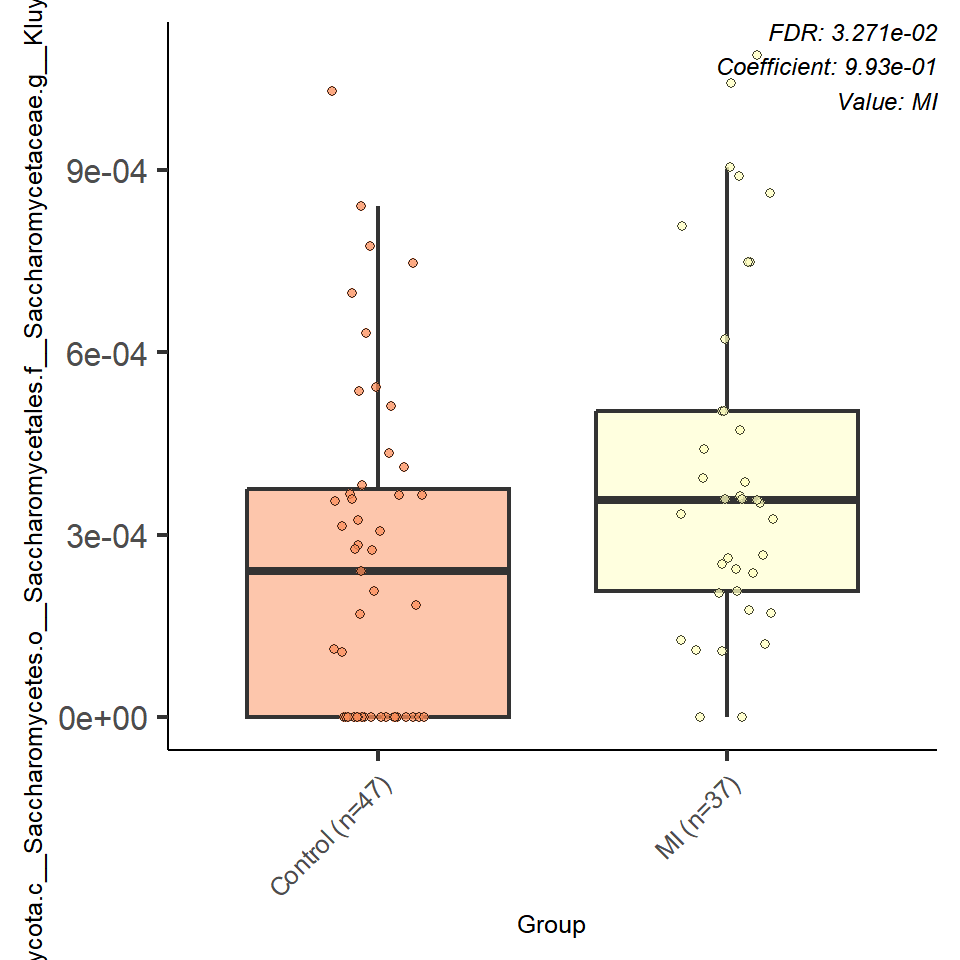 FDR: 3.271e-02
Coefficient: 9.93e-01
Value: MI
ycota.c__Saccharomycetes.o__Saccharomycetales.f__Saccharomycetaceae.g__Kluy
9e-04
6e-04
3e-04
0e+00
Control (n=47)
MI (n=37)
Group